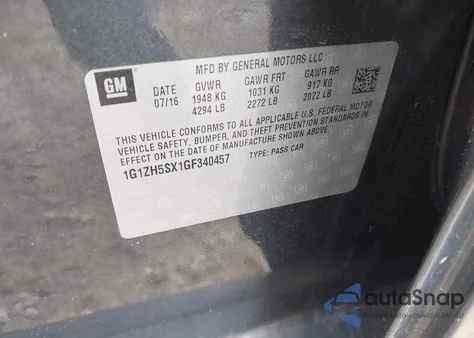 GM
MFD BY GENERAL MOTORS LLC
DATE GVWR GAWR FRT GAWR RR
07/16 1948 KG 1031 KG 917 KG
4294 LB 2272 LB 2022 LB
THIS VEHICLE CONFORMS TO ALL APPLICABLE U.S. FEDERAL MOTOR
VEHICLE SAFETY, BUMPER, AND THEFT PREVENTION STANDARDS
IN EFFECT ON THE DATE OF MANUFACTURE SHOWN ABOVE.
1G1ZH5SX1GF340457 TYPE: PASS CAR
autoSnap